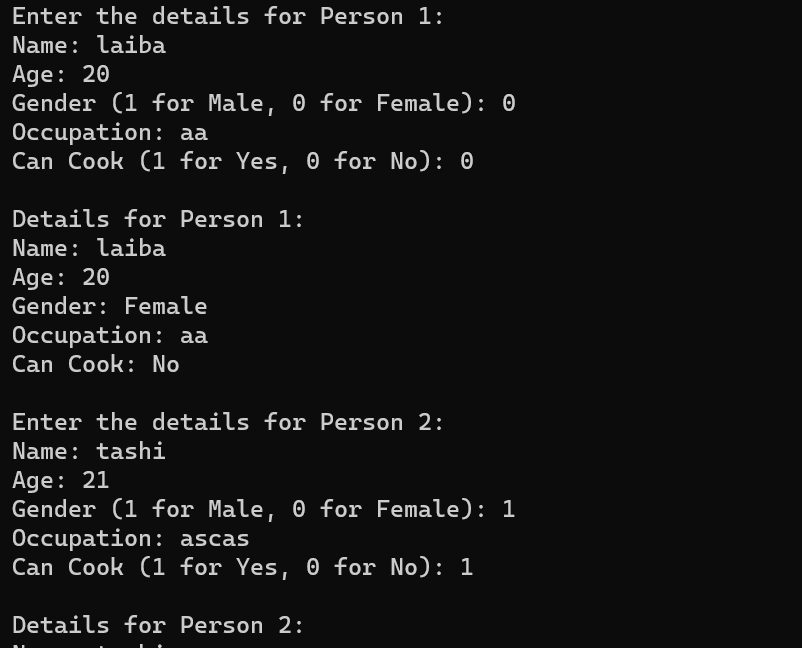 Enter the details for Person 1:
Name: laiba
Age: 20
Gender (1 for Male, 0 for Female): 0
Occupation: aa
Can Cook (1 for Yes, 0 for No): 0
Details for Person 1:
Name: laiba
Age: 20
Gender: Female
Occupation: aa
Can Cook: No
Enter the details for Person 2:
Name: tashi
Age: 21
Gender (1 for Male, 0 for Female): 1
Occupation: ascas
Can Cook (1 for Yes, 0 for No): 1
Details for Person 2: